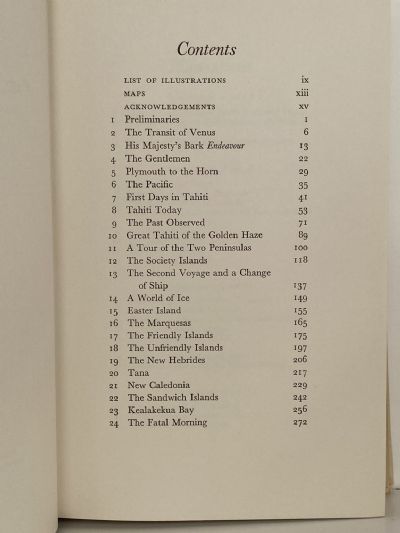 Contents
LIST OF ILLUSTRATIONS ix
MAPS xiii
ACKNOWLEDGEMENTS xv
1 Preliminaries 1
2 The Transit of Venus 6
3 His Majesty's Bark Endeavour 13
4 The Gentlemen 22
5 Plymouth to the Horn 29
6 The Pacific 35
7 First Days in Tahiti 41
8 Tahiti Today 53
9 The Past Observed 71
10 Great Tahiti of the Golden Haze 89
11 A Tour of the Two Peninsulas 100
12 The Society Islands 118
13 The Second Voyage and a Change
of Ship 137
14 A World of Ice 149
15 Easter Island 155
16 The Marquesas 165
17 The Friendly Islands 175
18 The Unfriendly Islands 197
19 The New Hebrides 206
20 Tana 217
21 New Caledonia 229
22 The Sandwich Islands 242
23 Kealakekua Bay 256
24 The Fatal Morning 272